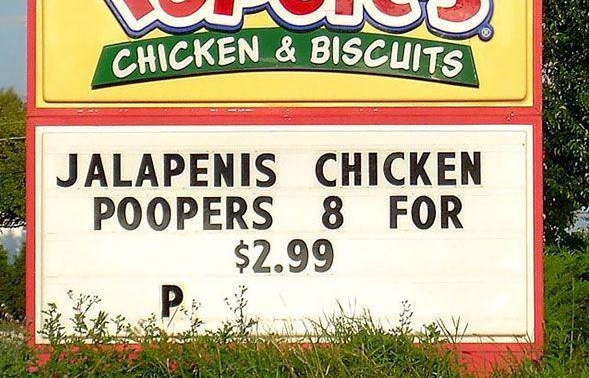 CHICKEN & BISCUITS
JALAPENIS CHICKEN
POOPERS 8 FOR
$2.99
P